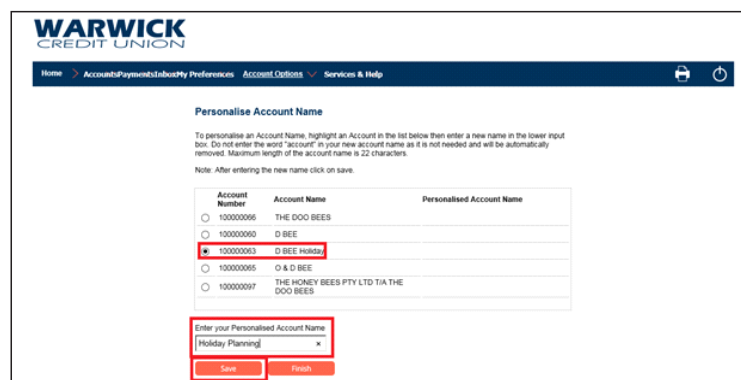 WARWICK
CREDIT UNION
Home AccountsPaymentsInboxMy Preferences Account Options Services & Help
Personalise Account Name
To personalise an Account Name, highlight an Account in the list below then enter a new name in the lower input
box. Do not enter the word "account" in your new account name as it is not needed and will be automatically
removed. Maximum length of the account name is 22 characters.
Note: After entering the new name click on save.
Account Number Account Name Personalised Account Name
100000066 THE DOO BEES
100000060 D BEE
100000063 D BEE Holiday
100000065 O & D BEE
100000097 THE HONEY BEES PTY LTD T/A THE
DOO BEES
Enter your Personalised Account Name
Holiday Planning ×
Save Finish